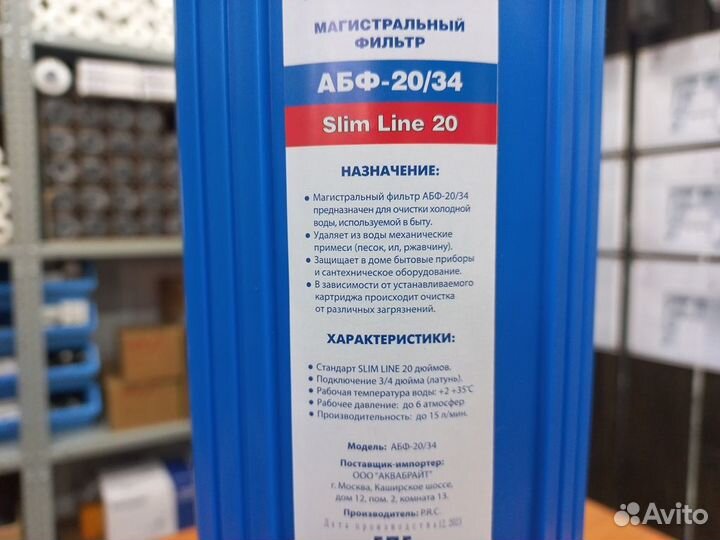 МАГИСТРАЛЬНЫЙ
ФИЛЬТР
АБФ-20/34
Slim Line 20
НАЗНАЧЕНИЕ:
• Магистральный фильтр АБФ-20/34
предназначен для очистки холодной
воды, используемой в быту.
• Удаляет из воды механические
примеси (песок, ил, ржавчину).
• Защищает в доме бытовые приборы
и сантехническое оборудование.
• В зависимости от устанавливаемого
картриджа происходит очистка
от различных загрязнений.
ХАРАКТЕРИСТИКИ:
• Стандарт SLIM LINE 20 дюймов.
• Подключение 3/4 дюйма (латунь).
• Рабочая температура воды: +2 +35°С
• Рабочее давление: до 6 атмосфер
• Производительность: до 15 л/мин.
Модель: АБФ-20/34
Поставщик-импортер:
ООО "АКВАБРАЙТ"
г. Москва, Каширское шоссе,
дом 12, пом. 2, комната 13.
Производитель: P.R.C.
Дата производства 12. 2023
Avito